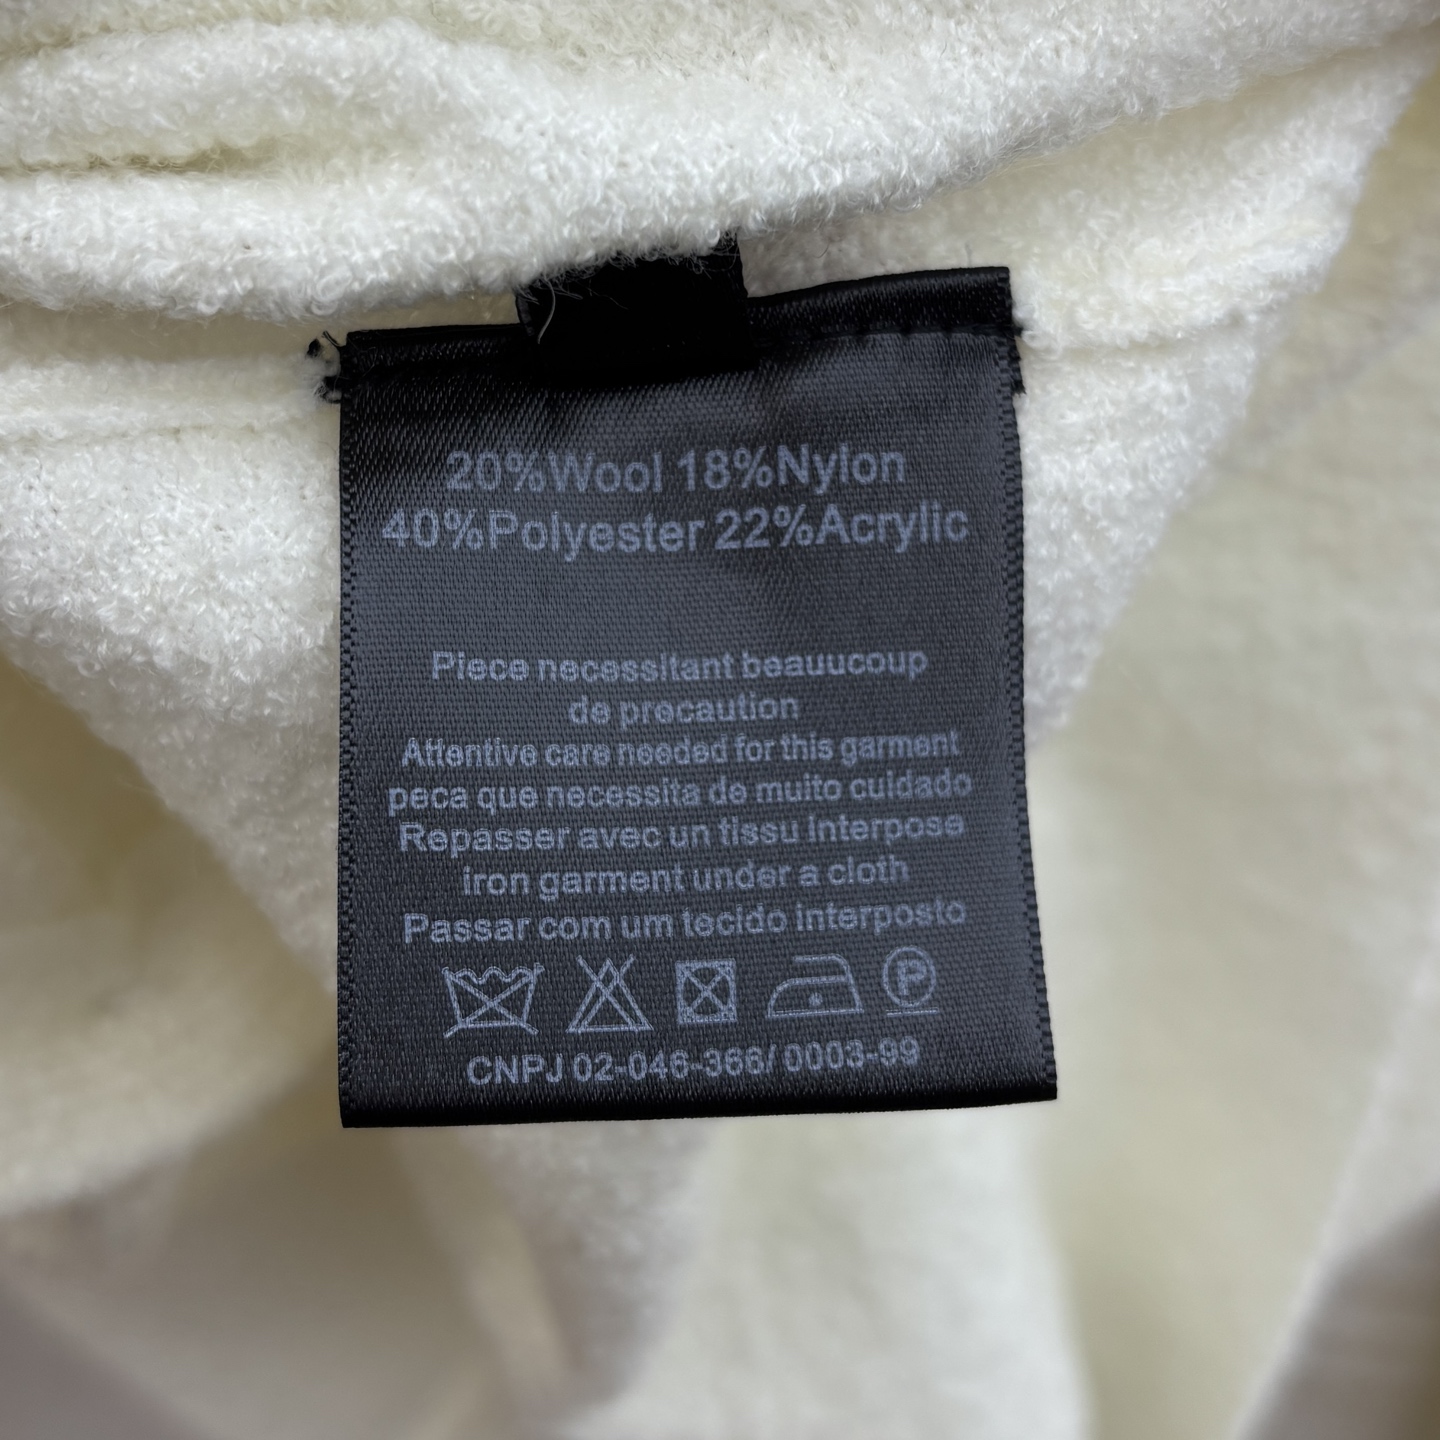 20%Wool 18%Nylon
40%Polyester 22%Acrylic
Piece necessitant beauucoup
de precaution
Attentive care needed for this garment
peca que necessita de muito cuidado
Repasser avec un tissu interpose
iron garment under a cloth
Passar com um tecido interposto
P
CNPJ 02-046-366/0003-99